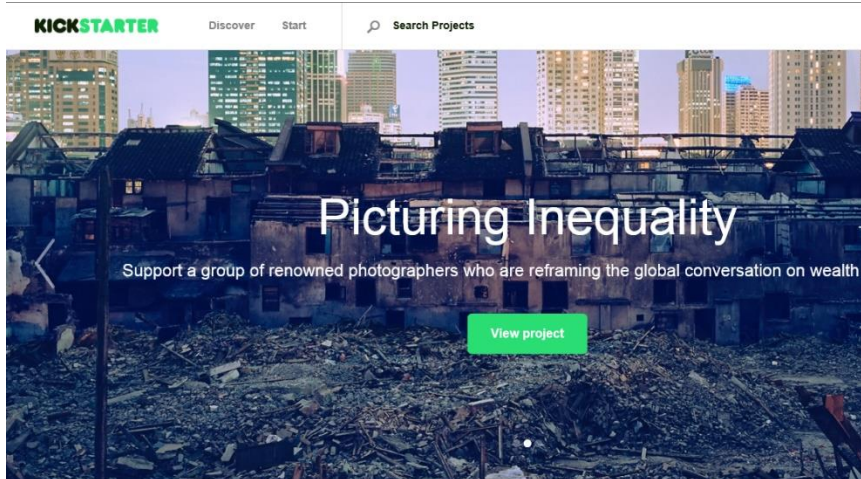 KICKSTARTER Discover Start Search Projects
Picturing Inequality
Support a group of renowned photographers who are reframing the global conversation on wealth
View project